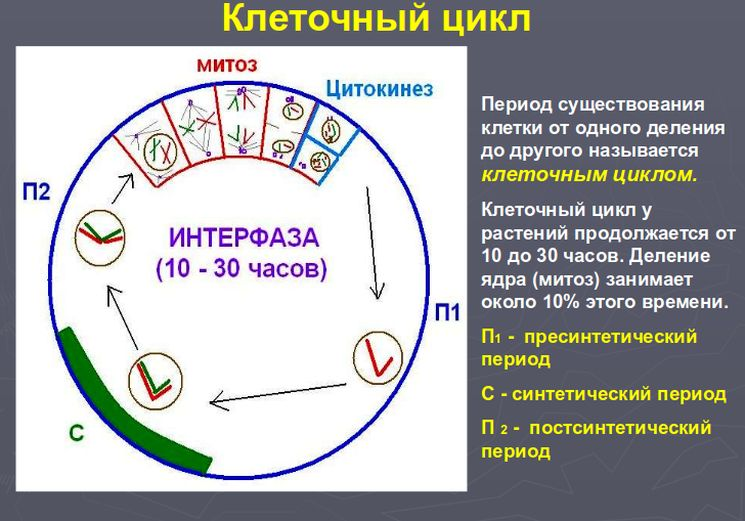 Клеточный цикл
митоз
Цитокинез
П2
ИНТЕРФАЗА
(10 - 30 часов)
П1
С
Период существования
клетки от одного деления
до другого называется
клеточным циклом.
Клеточный цикл у
растений продолжается от
10 до 30 часов. Деление
ядра (митоз) занимает
около 10% этого времени.
П1 - пресинтетический
период
С - синтетический период
П 2 - постсинтетический
период